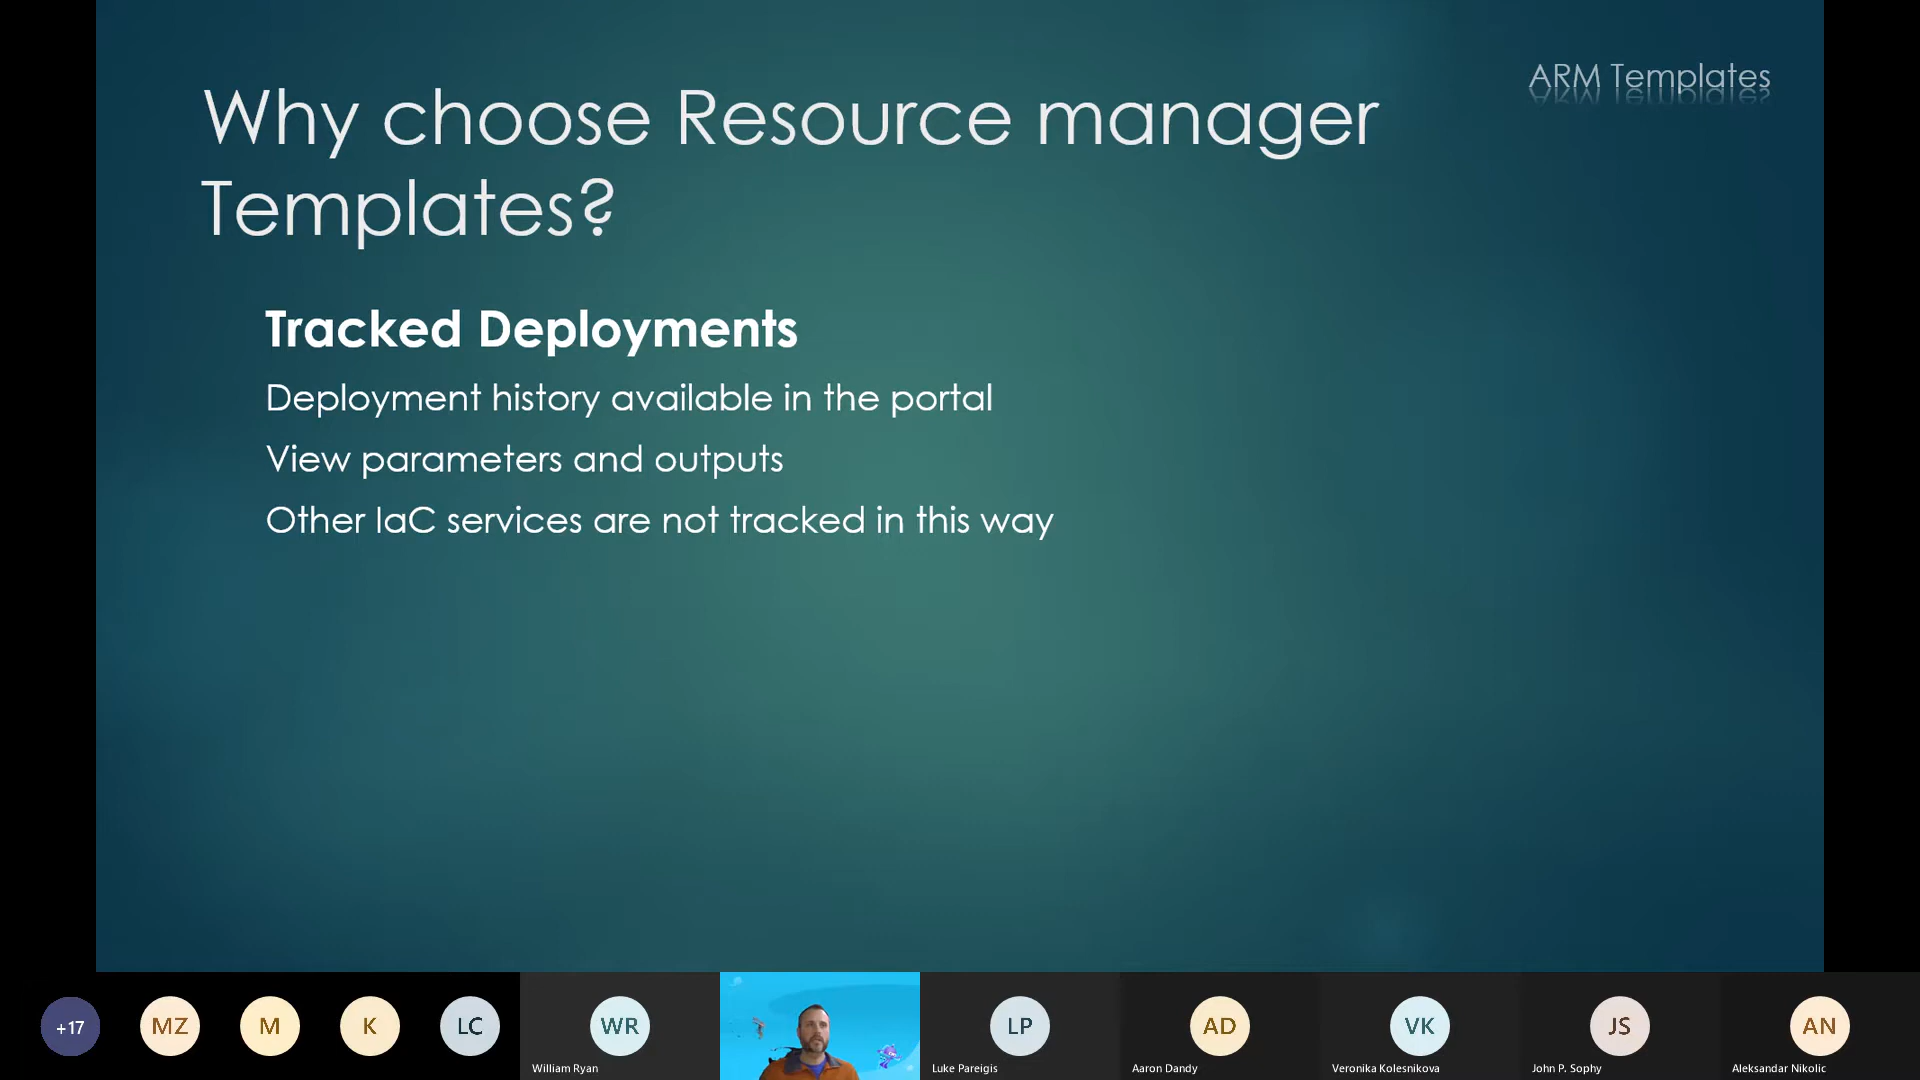 ARM Templates
Why choose Resource manager
Templates?
Tracked Deployments
Deployment history available in the portal
View parameters and outputs
Other IaC services are not tracked in this way
+17
MZ
M
K
LC
WR
LP
AD
VK
JS
AN
William Ryan
Luke Pareigis
Aaron Dandy
Veronika Kolesnikova
John P. Sophy
Aleksandar Nikolic